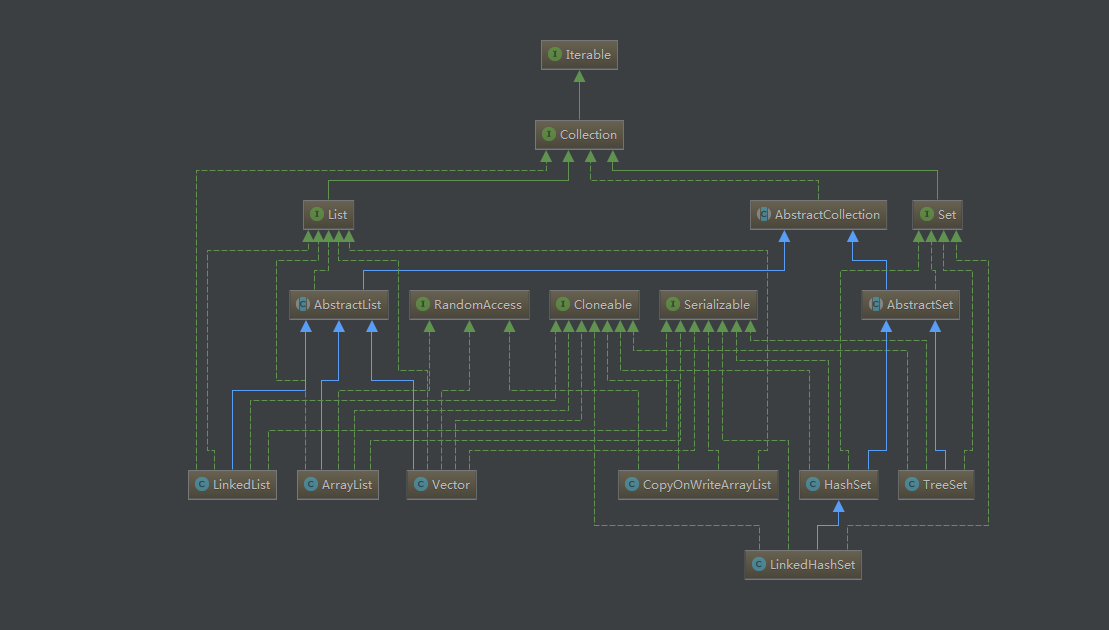 I Iterable
I Collection
I List
C AbstractCollection
I Set
C AbstractList
I RandomAccess
I Cloneable
I Serializable
C AbstractSet
C LinkedList
C ArrayList
C Vector
C CopyOnWriteArrayList
C HashSet
C TreeSet
C LinkedHashSet